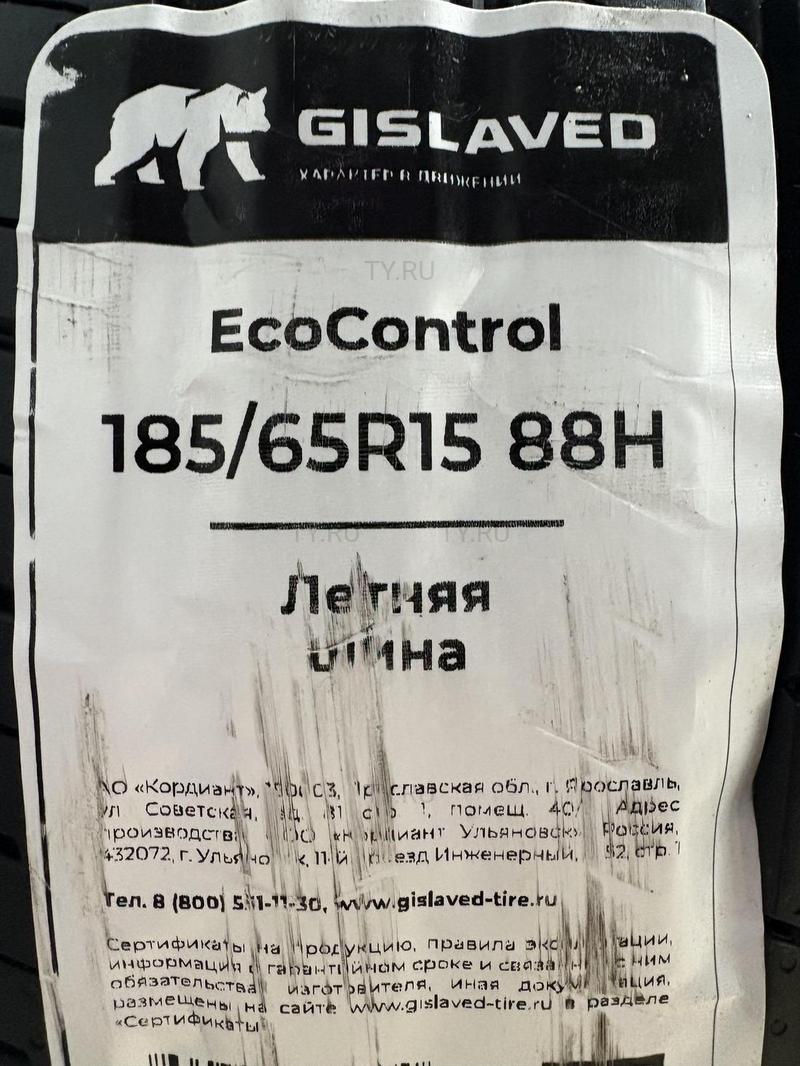 GISLAVED
ХАРАКТЕР В ДВИЖЕНИИ
TY.RU
EcoControl
185/65R15 88H
TY.RU TY.RU
Летняя
шина
АО «Кордиант», Ярославская обл., г. Ярославль,
ул Советская, помещ. Адрес
производства: ООО «Кордиант Ульяновск» Россия,
432072, г. Ульяновск, проезд Инженерный,
Тел. 8 (800) www.gislaved-tire.ru
Сертификаты на продукцию, правила эксплуатации,
информация о гарантийном сроке и связанных с ним
обязательствах изготовителя, иная документация,
размещены на сайте www.gislaved-tire.ru в разделе
«Сертификаты»